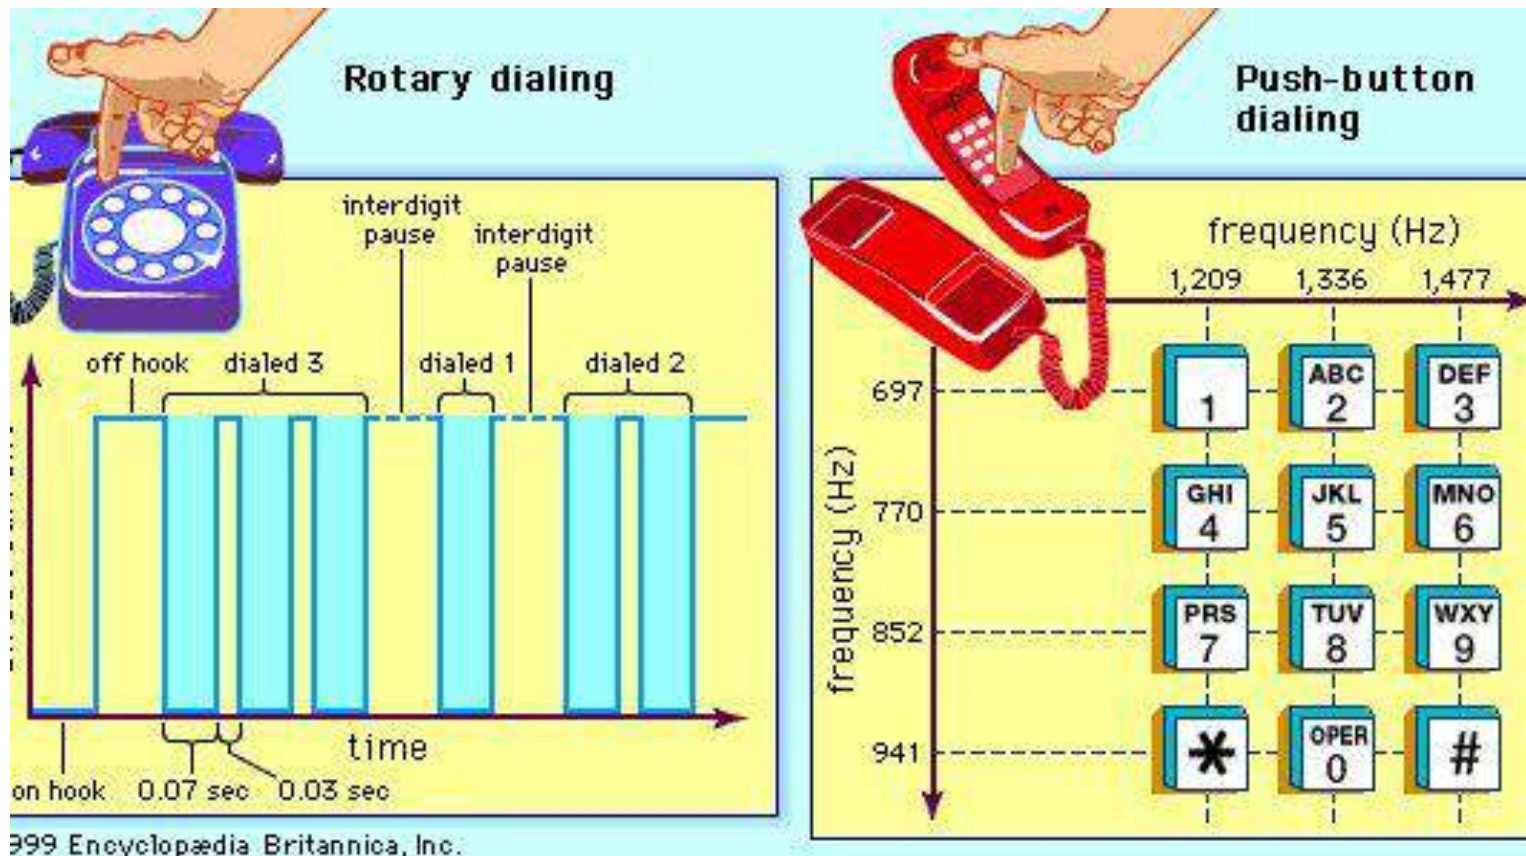 Rotary dialing
interdigit
pause
interdigit
pause
off hook
dialed 3
dialed 1
dialed 2
time
on hook
0.07 sec
0.03 sec
999 Encyclopædia Britannica, Inc.
Push-button
dialing
frequency (Hz)
1,209 1,336 1,477
frequency (Hz)
697
1
ABC
2
DEF
3
770
GHI
4
JKL
5
MNO
6
852
PRS
7
TUV
8
WXY
9
941
*
OPER
0
#